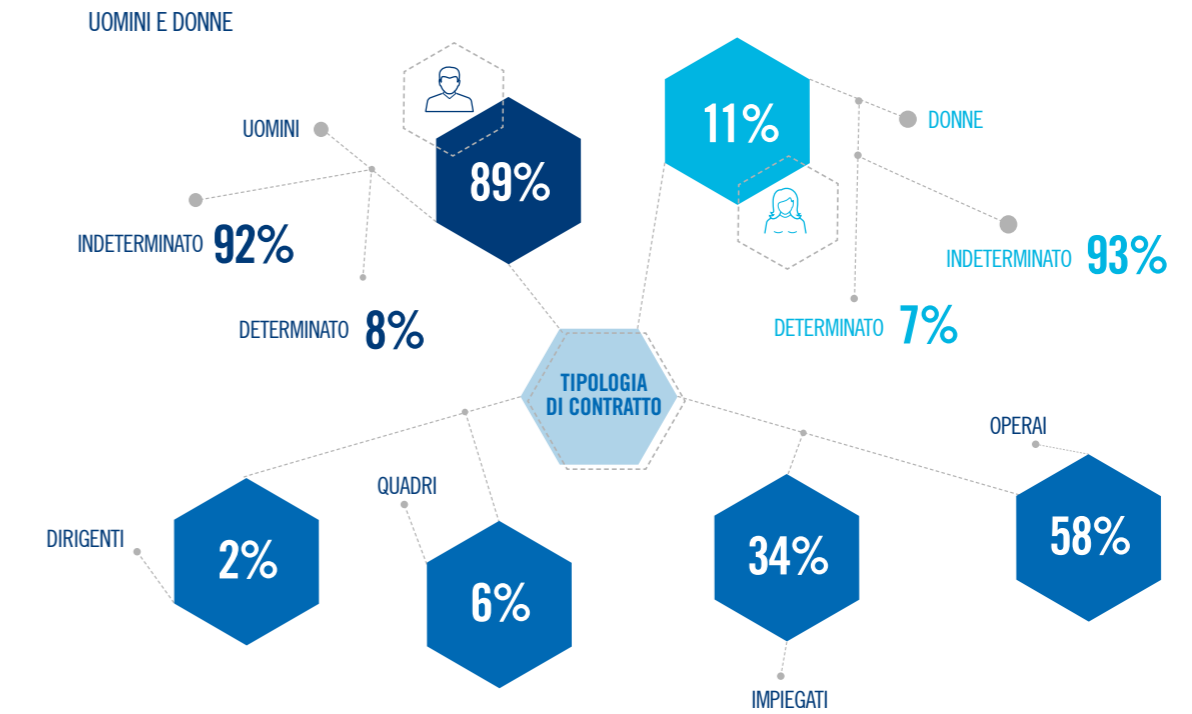 UOMINI E DONNE
UOMINI
89%
INDETERMINATO 92%
DETERMINATO 8%
11%
DONNE
INDETERMINATO 93%
DETERMINATO 7%
TIPOLOGIA
DI CONTRATTO
DIRIGENTI
2%
QUADRI
6%
34%
IMPIEGATI
OPERAI
58%